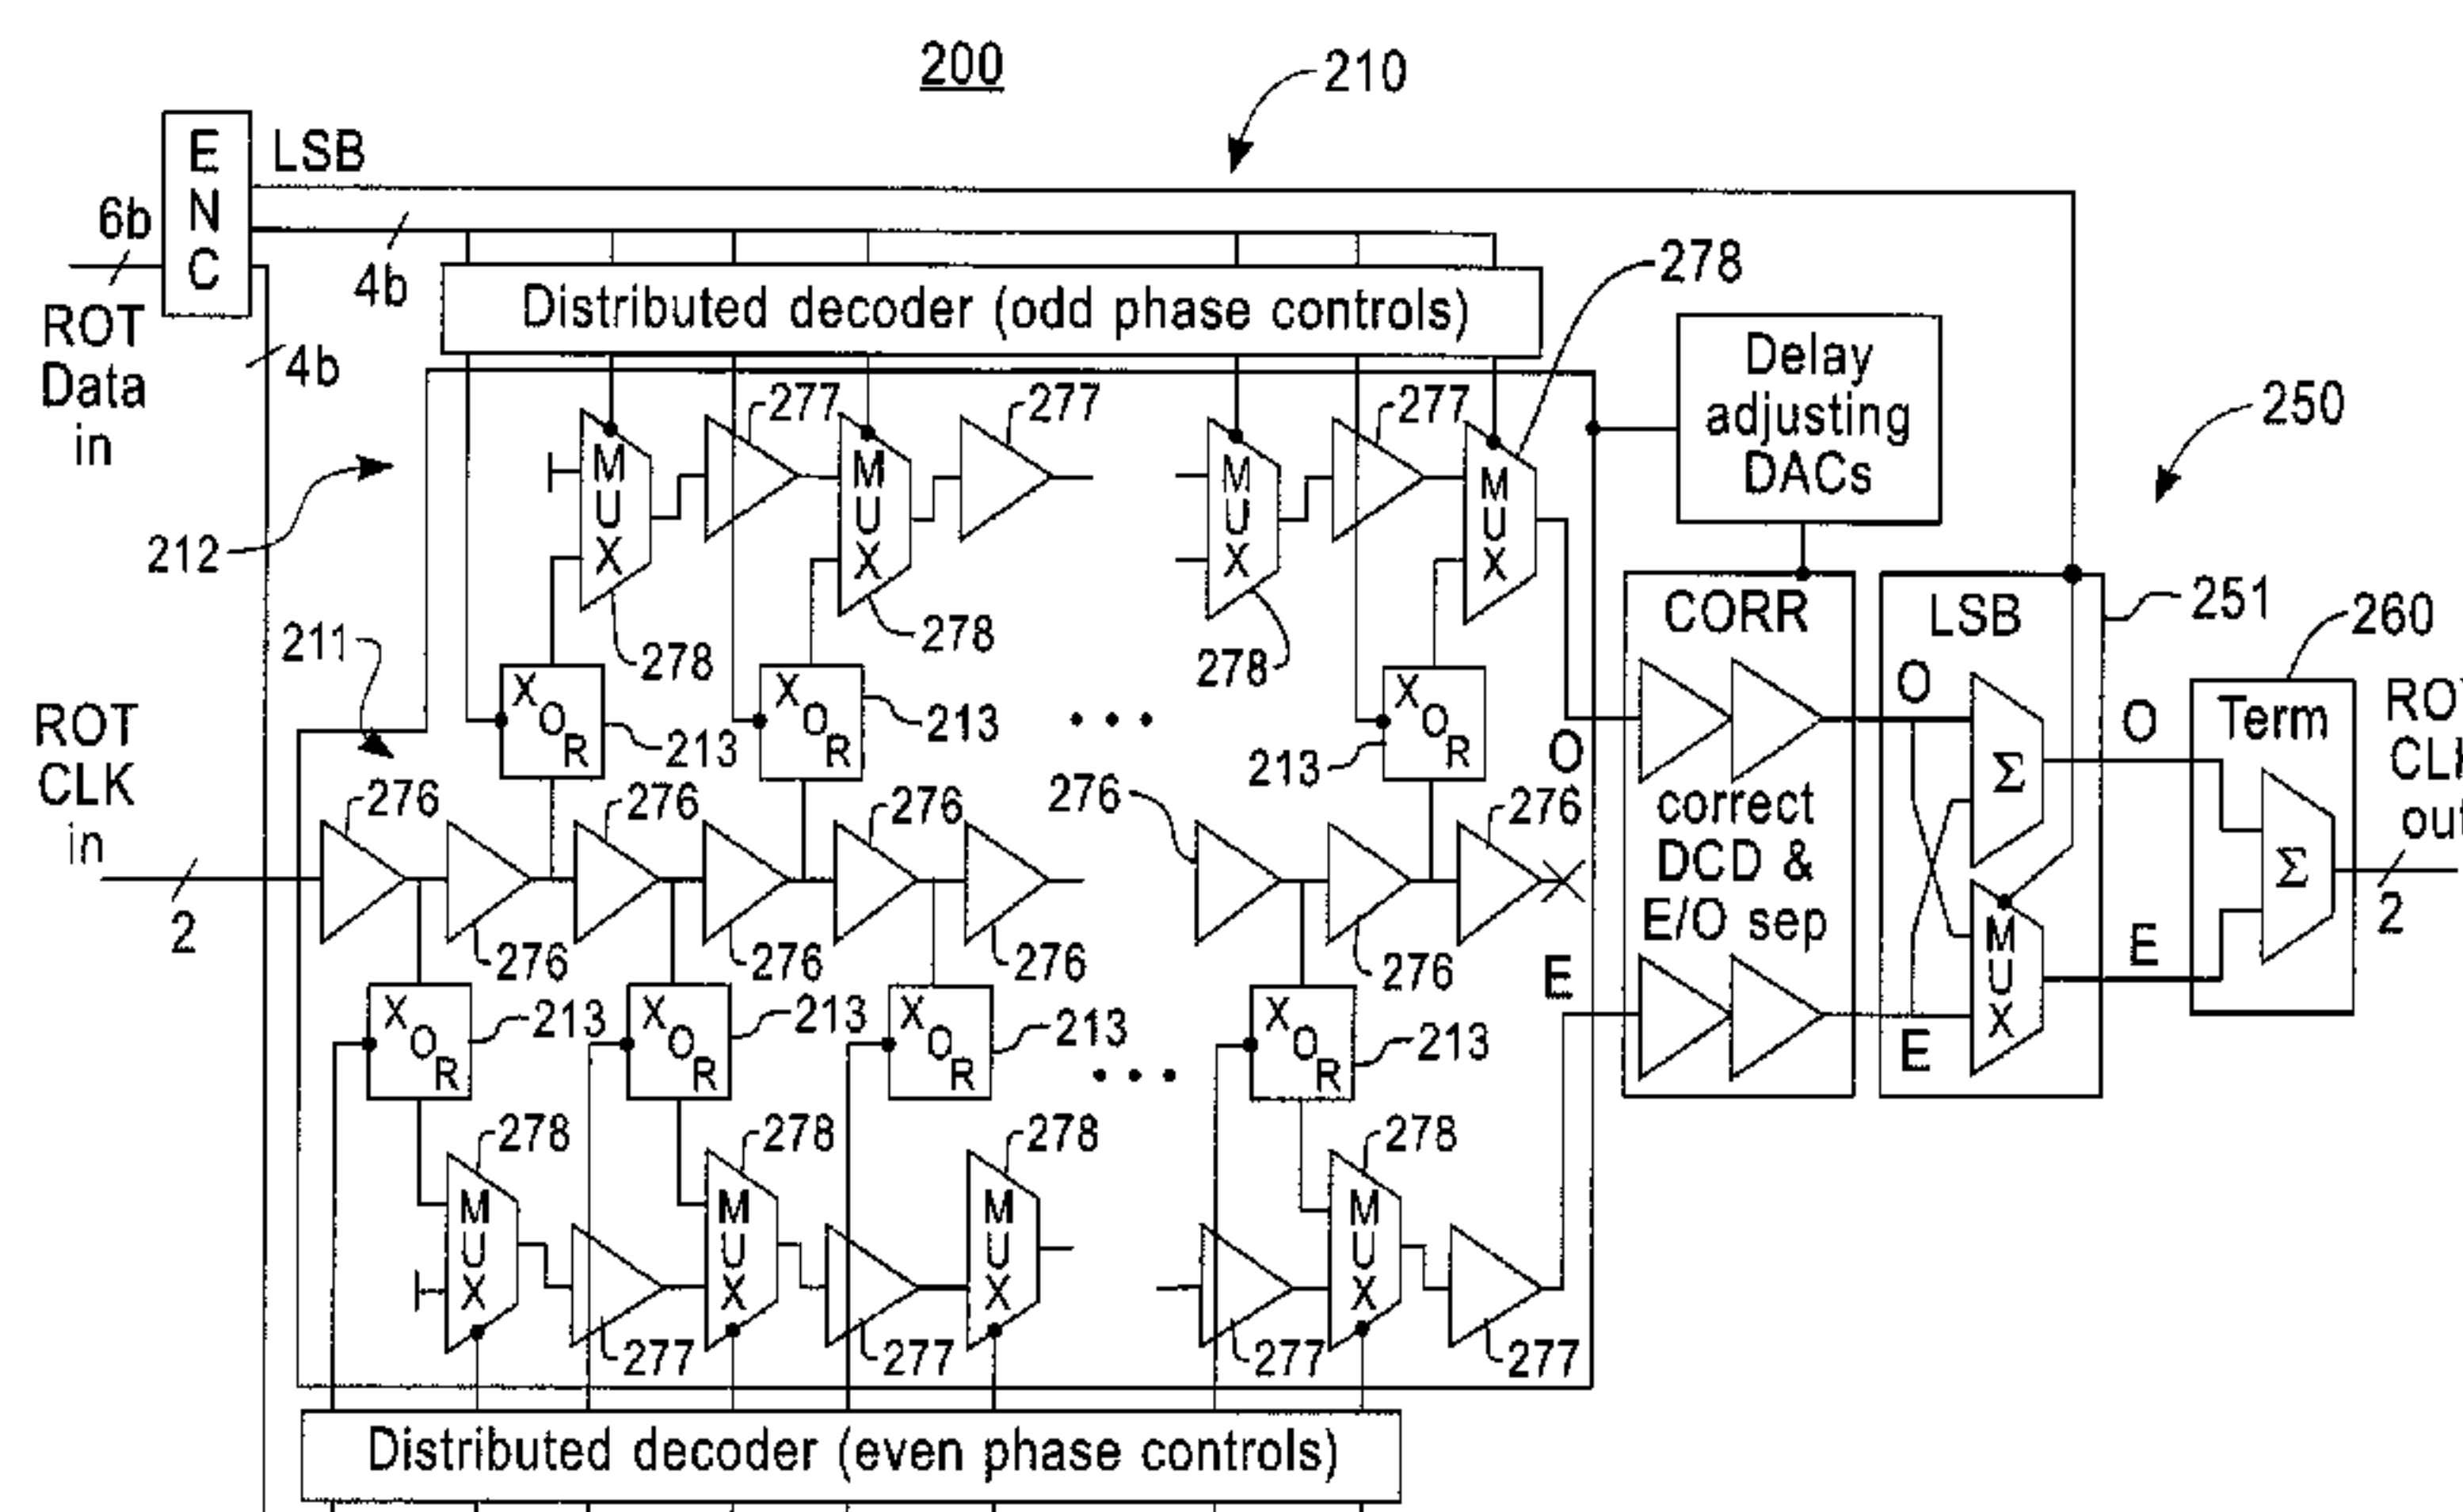 200
210
ENC
LSB
6b
4b
ROT
Data
in
4b
Distributed decoder (odd phase controls)
278
Delay
adjusting
DACs
250
277
277
277
MUX
MUX
MUX
MUX
212
278
278
278
CORR
LSB
251
260
211
XOR
213
XOR
213
213
XOR
O
O
O
Term
Σ
ROT
CLK
in
276
276
276
276
276
correct
DCD &
E/O sep
Σ
2
276
276
276
276
E
E
E
MUX
2
XOR
213
XOR
213
XOR
213
XOR
213
278
278
278
278
MUX
MUX
MUX
MUX
277
277
277
277
Distributed decoder (even phase controls)